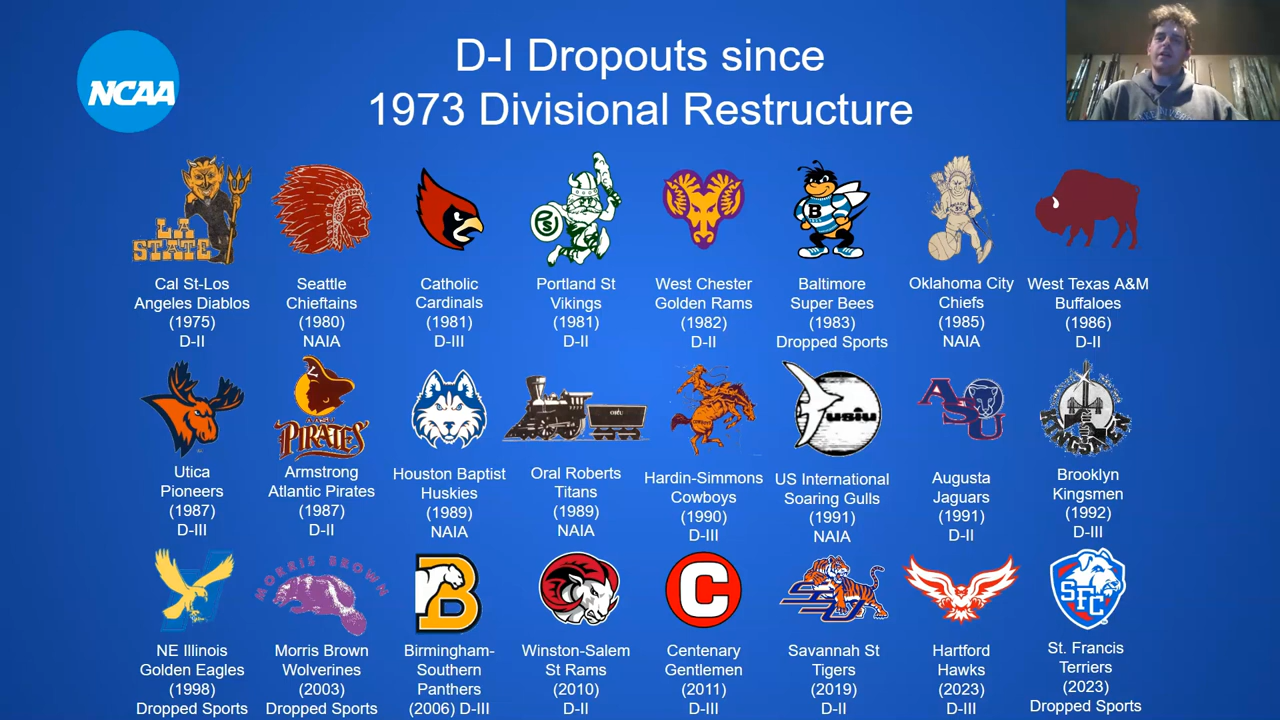 NCAA
D-I Dropouts since
1973 Divisional Restructure
LA
STATE
PSU
B
Cal St-Los
Angeles Diablos
(1975)
D-II
Seattle
Chieftains
(1980)
NAIA
Catholic
Cardinals
(1981)
D-III
Portland St
Vikings
(1981)
D-II
West Chester
Golden Rams
(1982)
D-II
Baltimore
Super Bees
(1983)
Dropped Sports
Oklahoma City
Chiefs
(1985)
NAIA
West Texas A&M
Buffaloes
(1986)
D-II
PIRATES
usiu
ASU
KINGSMEN
Utica
Pioneers
(1987)
D-III
Armstrong
Atlantic Pirates
(1987)
D-II
Houston Baptist
Huskies
(1989)
NAIA
Oral Roberts
Titans
(1989)
NAIA
Hardin-Simmons
Cowboys
(1990)
D-III
US International
Soaring Gulls
(1991)
NAIA
Augusta
Jaguars
(1991)
D-II
Brooklyn
Kingsmen
(1992)
D-III
MORRIS BROWN
B
C
SSU
SFC
NE Illinois
Golden Eagles
(1998)
Dropped Sports
Morris Brown
Wolverines
(2003)
Dropped Sports
Birmingham-
Southern
Panthers
(2006) D-III
Winston-Salem
St Rams
(2010)
D-II
Centenary
Gentlemen
(2011)
D-III
Savannah St
Tigers
(2019)
D-II
Hartford
Hawks
(2023)
D-III
St. Francis
Terriers
(2023)
Dropped Sports